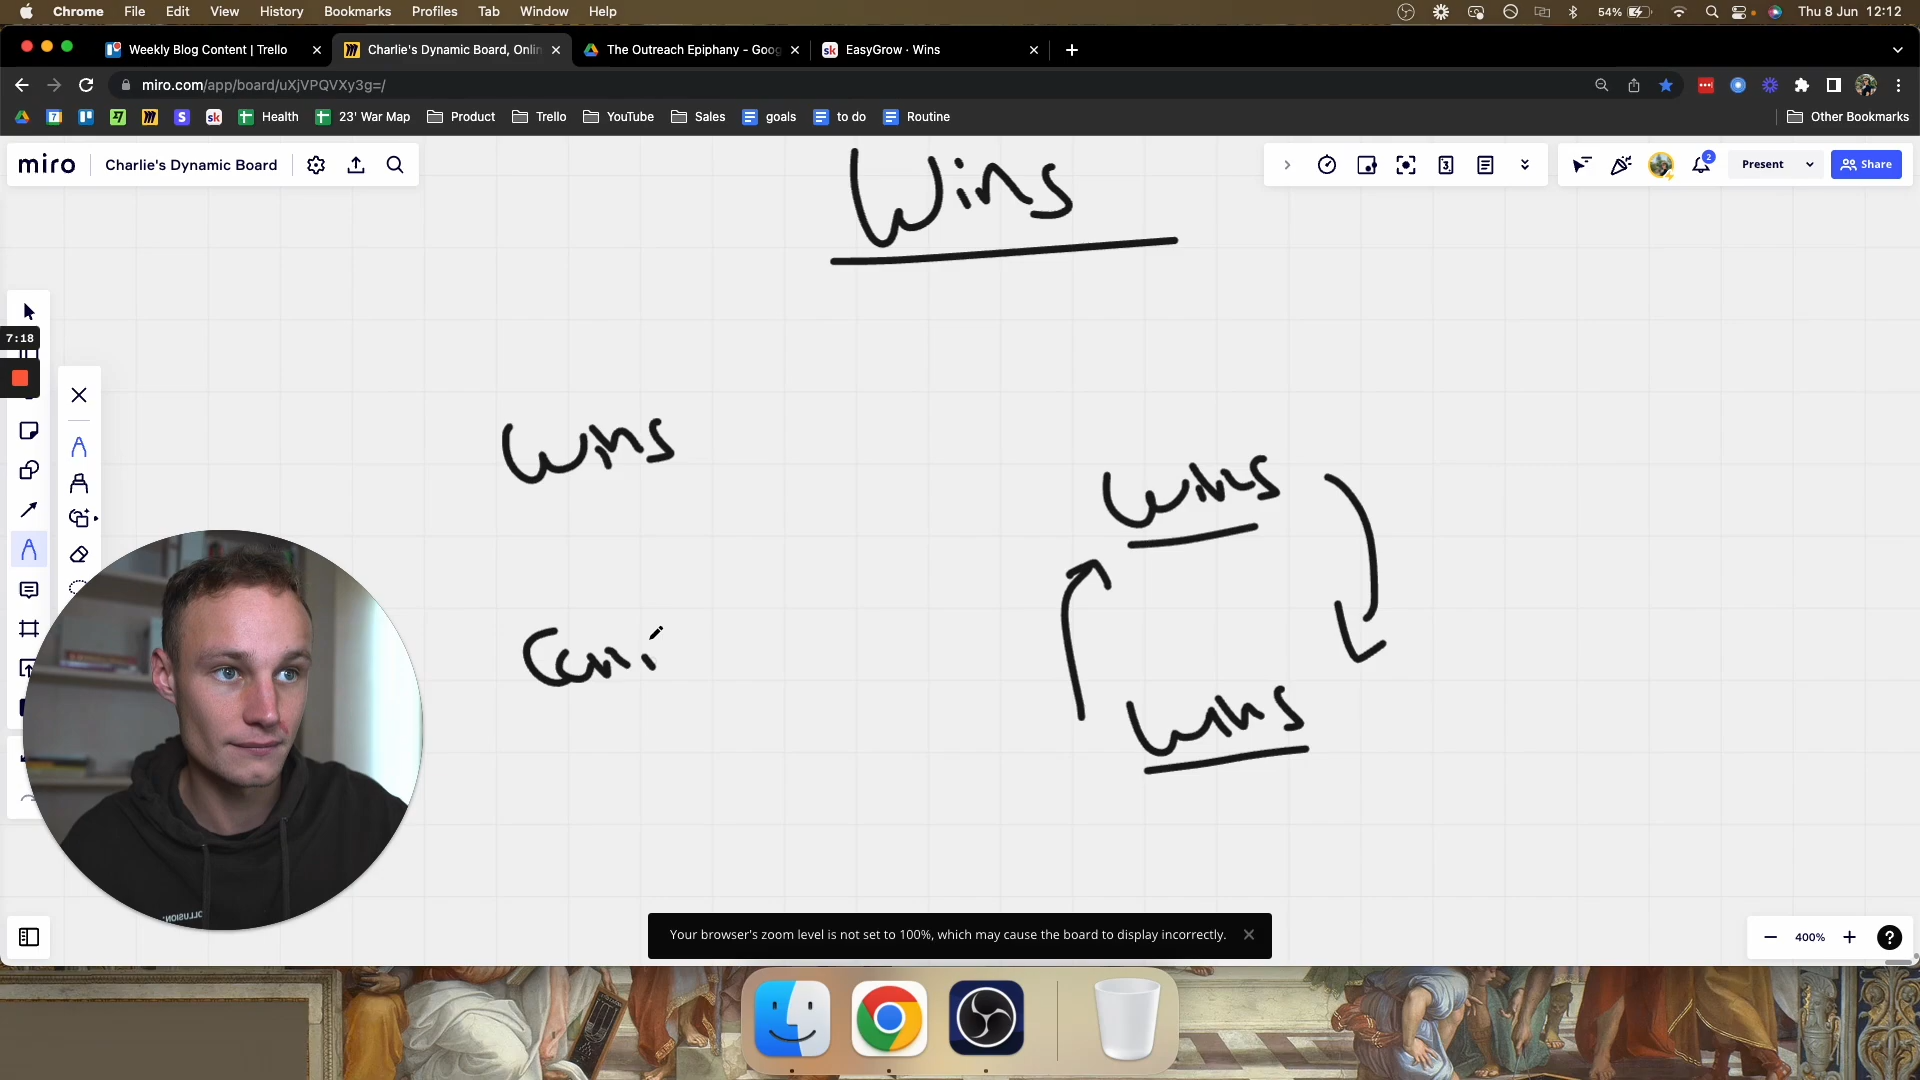 Chrome File Edit View History Bookmarks Profiles Tab Window Help 54% Thu 8 Jun 12:12
Weekly Blog Content | Trello Charlie's Dynamic Board, Onlin The Outreach Epiphany - Goog EasyGrow · Wins
miro.com/app/board/uXjVPQVXy3g=/
Health 23' War Map Product Trello YouTube Sales goals to do Routine Other Bookmarks
miro Charlie's Dynamic Board 2 Present Share
Wins
7:18
Wins
Wins
Wins
Your browser's zoom level is not set to 100%, which may cause the board to display incorrectly.
400%